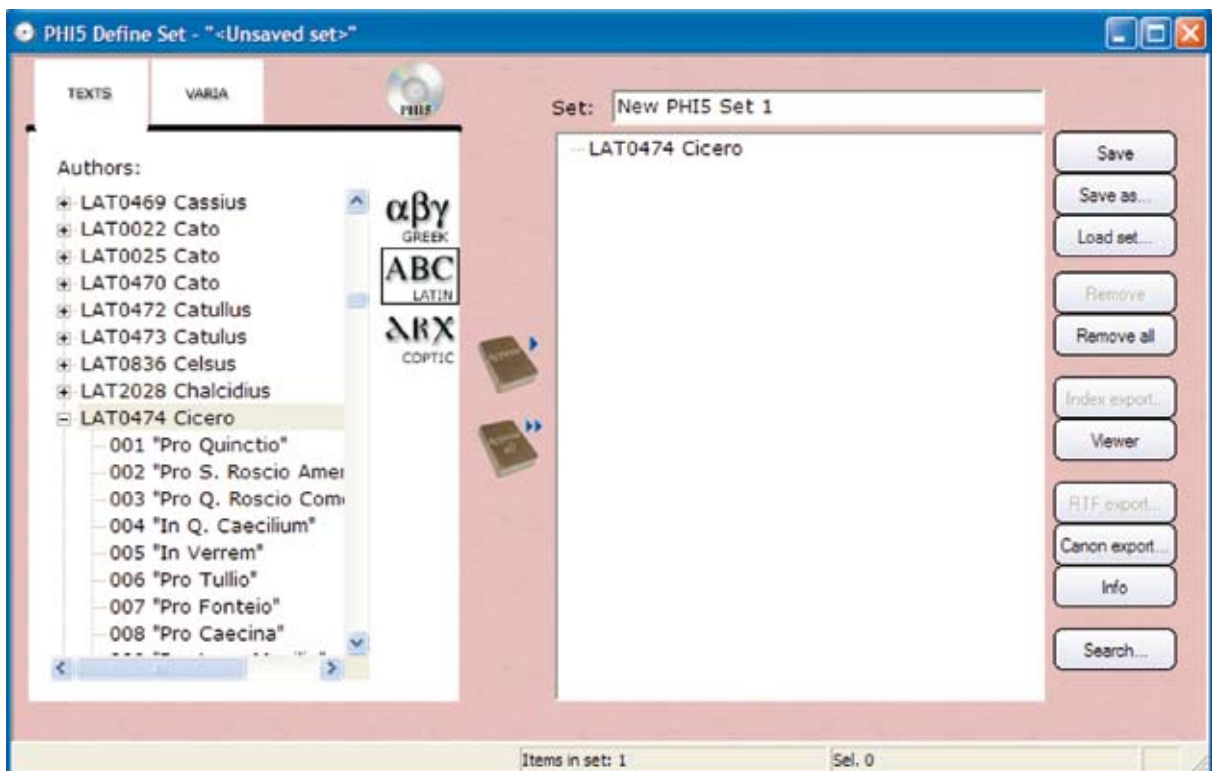 PHI5 Define Set - "<Unsaved set>"
TEXTS
VARIA
PHI5
Authors:
LAT0469 Cassius
LAT0022 Cato
LAT0025 Cato
LAT0470 Cato
LAT0472 Catullus
LAT0473 Catulus
LAT0836 Celsus
LAT2028 Chalcidius
LAT0474 Cicero
001 "Pro Quinctio"
002 "Pro S. Roscio Amer
003 "Pro Q. Roscio Com
004 "In Q. Caecilium"
005 "In Verrem"
006 "Pro Tullio"
007 "Pro Fonteio"
008 "Pro Caecina"
αβγ
GREEK
ABC
LATIN
COPTIC
Set: New PHI5 Set 1
LAT0474 Cicero
Save
Save as...
Load set...
Remove
Remove all
Index export...
Viewer
RTF export...
Canon export...
Info
Search...
Items in set: 1
Sel. 0